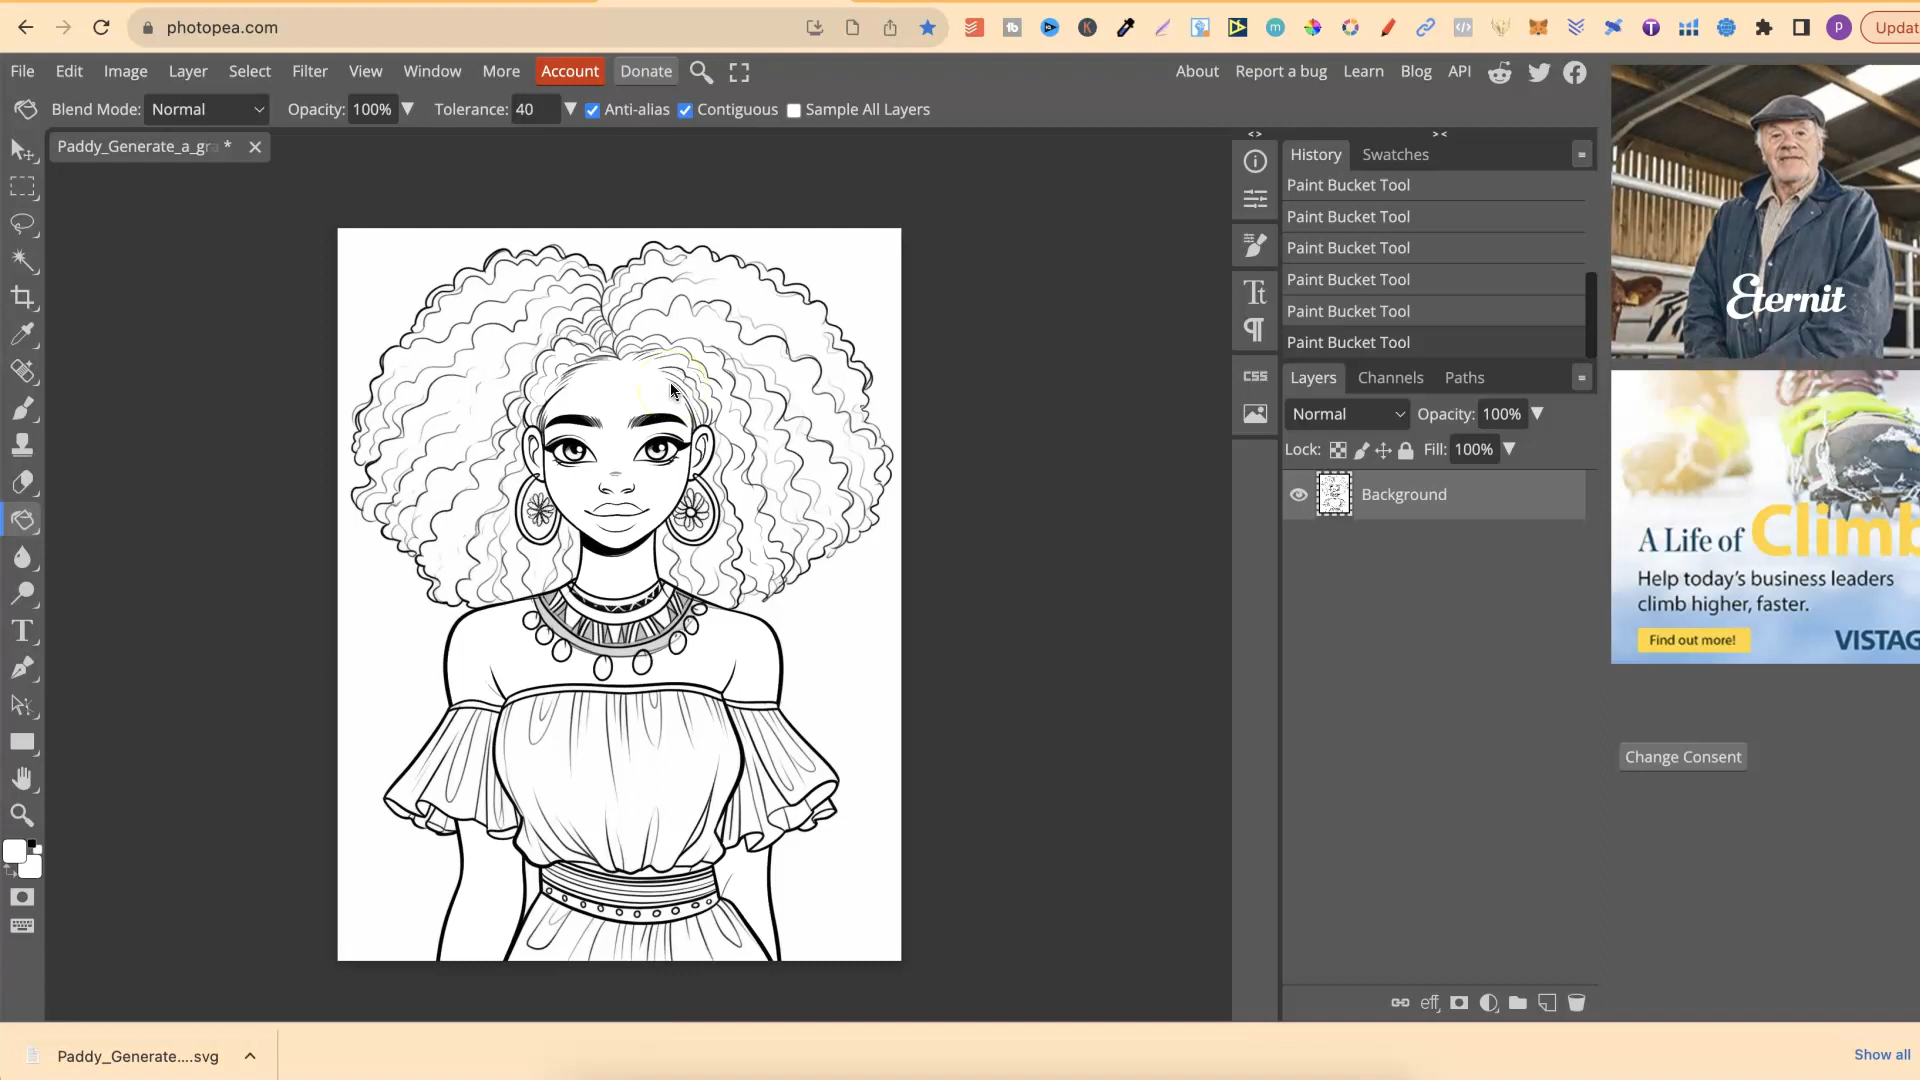 photopea.com
Updat
File Edit Image Layer Select Filter View Window More Account Donate
About Report a bug Learn Blog API
Blend Mode: Normal Opacity: 100% Tolerance: 40 Anti-alias Contiguous Sample All Layers
Paddy_Generate_a_gra *
History Swatches
Paint Bucket Tool
Paint Bucket Tool
Paint Bucket Tool
Paint Bucket Tool
Paint Bucket Tool
Paint Bucket Tool
Layers Channels Paths
Normal Opacity: 100%
Lock: Fill: 100%
Background
CSS
eff
Eternit
A Life of Climb
Help today's business leaders
climb higher, faster.
Find out more! VISTAG
Change Consent
Paddy_Generate....svg
Show all